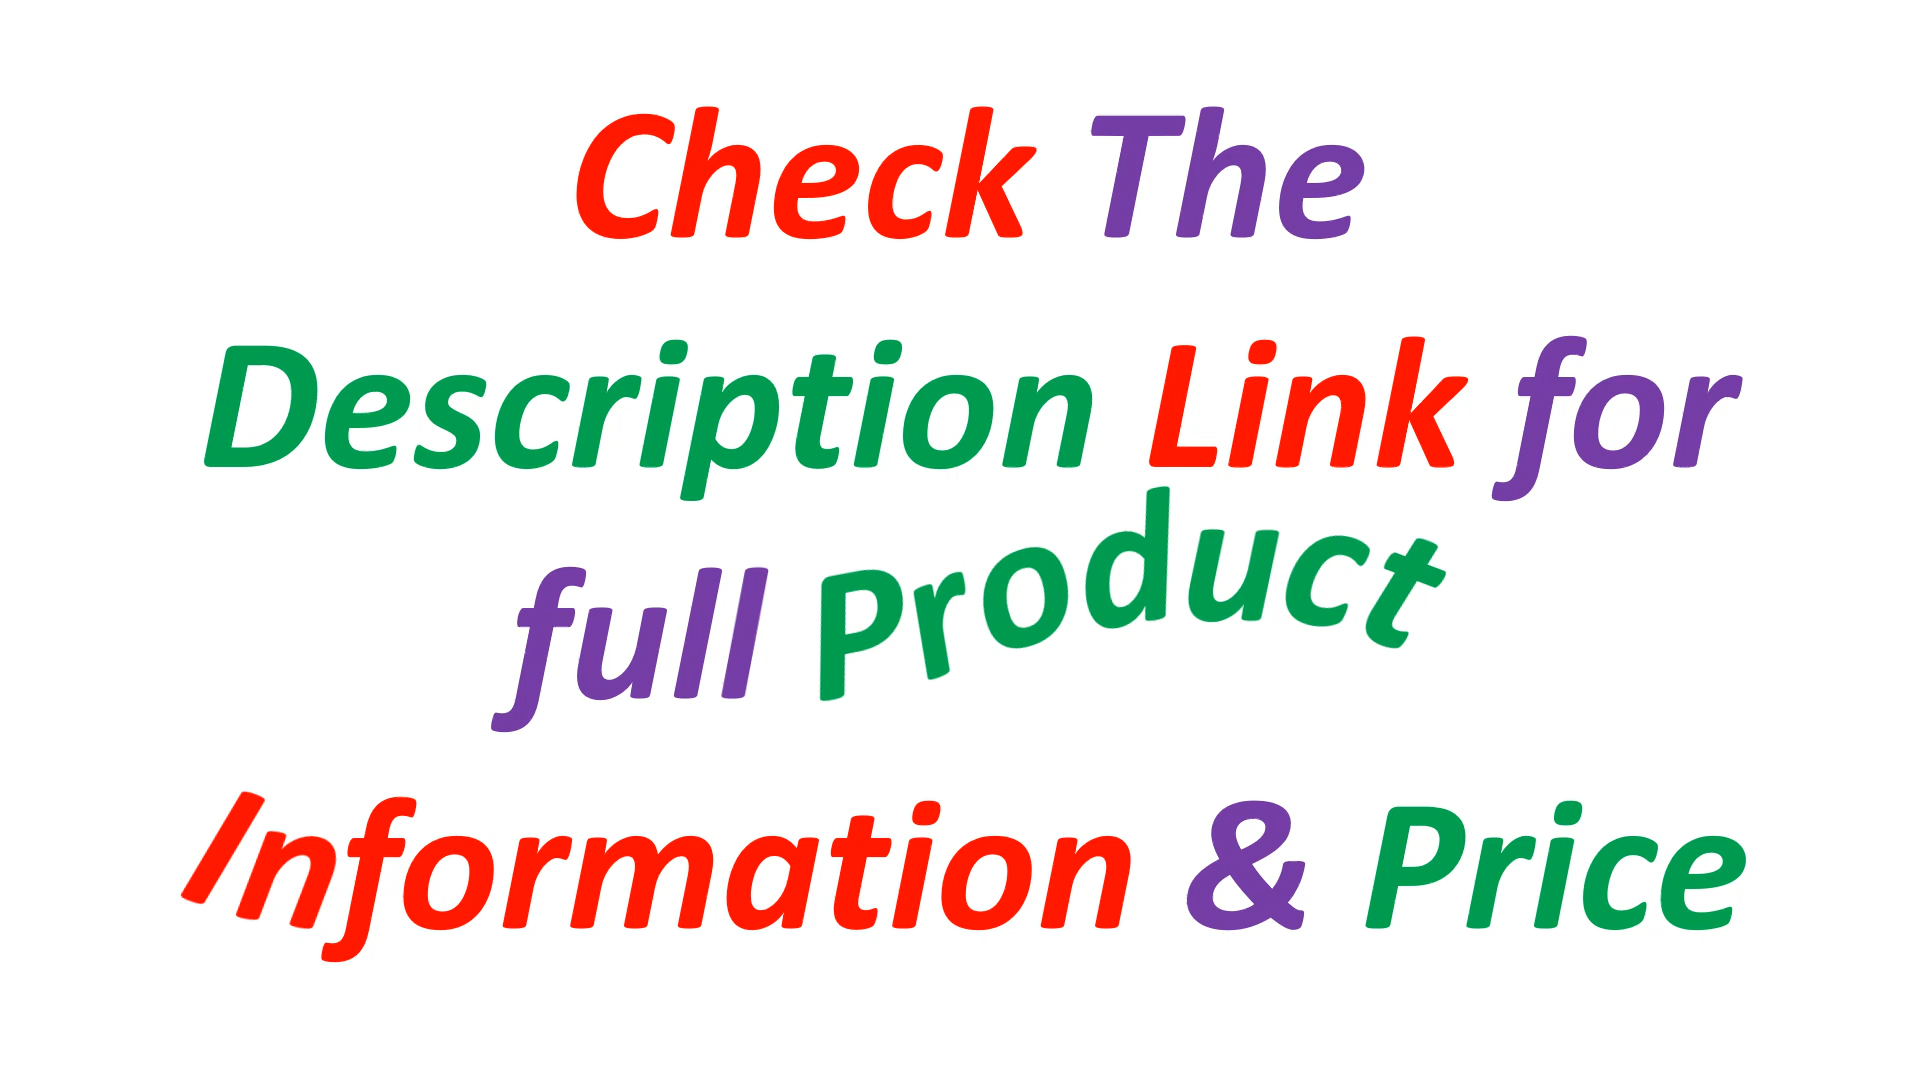 Check The
Description Link for
full Product
Information & Price